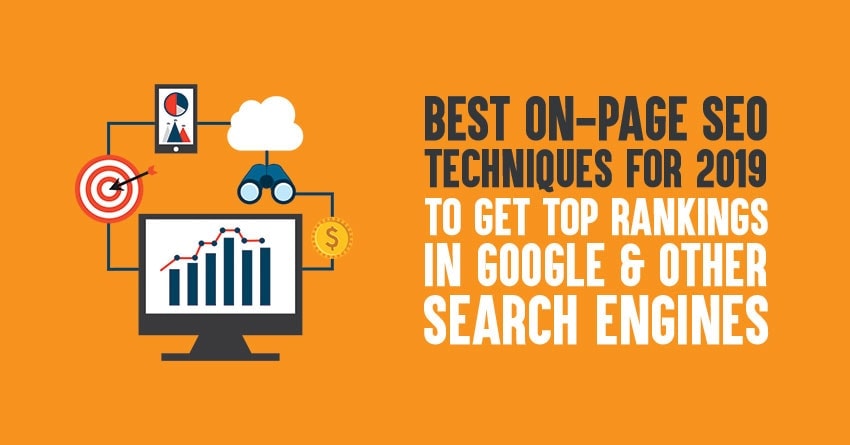 BEST ON-PAGE SEO
TECHNIQUES FOR 2019
TO GET TOP RANKINGS
IN GOOGLE & OTHER
SEARCH ENGINES
$